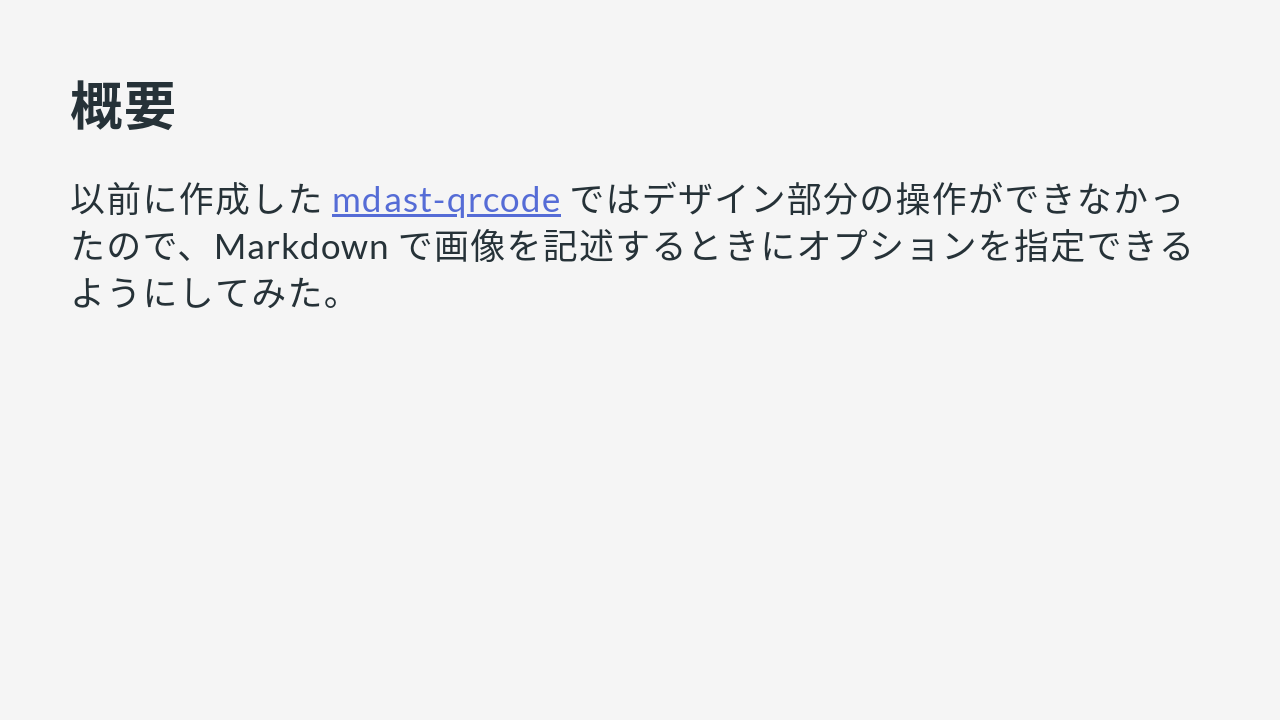 概要
以前に作成した mdast-qrcode ではデザイン部分の操作ができなかっ
たので、Markdown で画像を記述するときにオプションを指定できる
ようにしてみた。